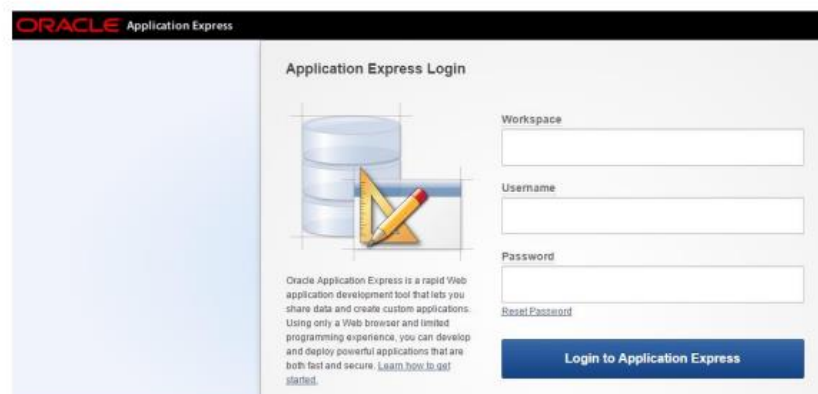 ORACLE Application Express
Application Express Login
Workspace
Username
Password
Reset Password
Login to Application Express
Oracle Application Express is a rapid Web
application development tool that lets you
share data and create custom applications.
Using only a Web browser and limited
programming experience, you can develop
and deploy powerful applications that are
both fast and secure. Learn how to get
started.